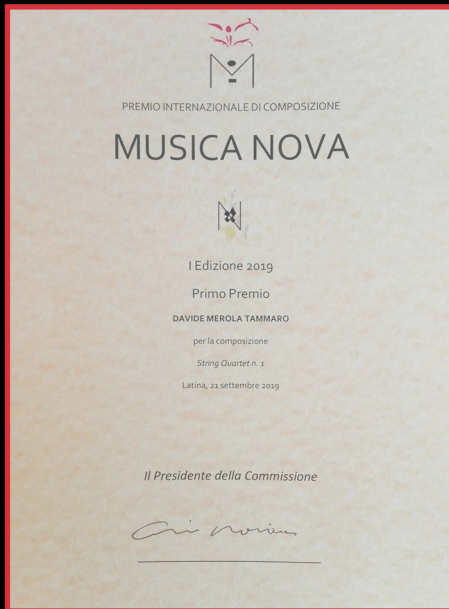 PREMIO INTERNAZIONALE DI COMPOSIZIONE
MUSICA NOVA
I Edizione 2019
Primo Premio
DAVIDE MEROLA TAMMARO
per la composizione
String Quartet n. 1
Latina, 21 settembre 2019
Il Presidente della Commissione